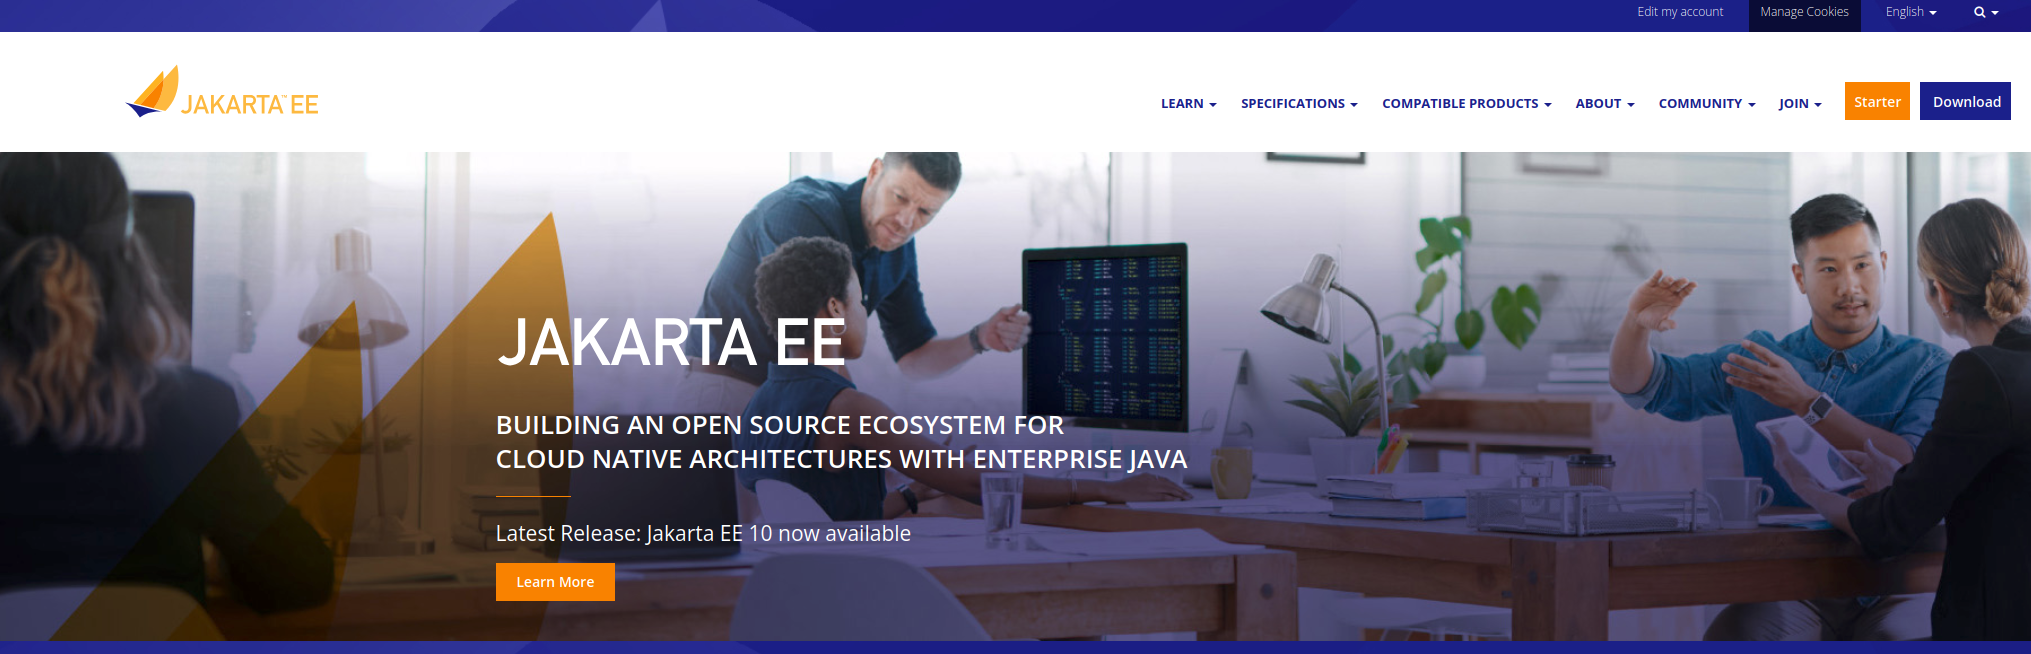 Edit my account
Manage Cookies
English
JAKARTA™ EE
LEARN
SPECIFICATIONS
COMPATIBLE PRODUCTS
ABOUT
COMMUNITY
JOIN
Starter
Download
JAKARTA EE
BUILDING AN OPEN SOURCE ECOSYSTEM FOR
CLOUD NATIVE ARCHITECTURES WITH ENTERPRISE JAVA
Latest Release: Jakarta EE 10 now available
Learn More